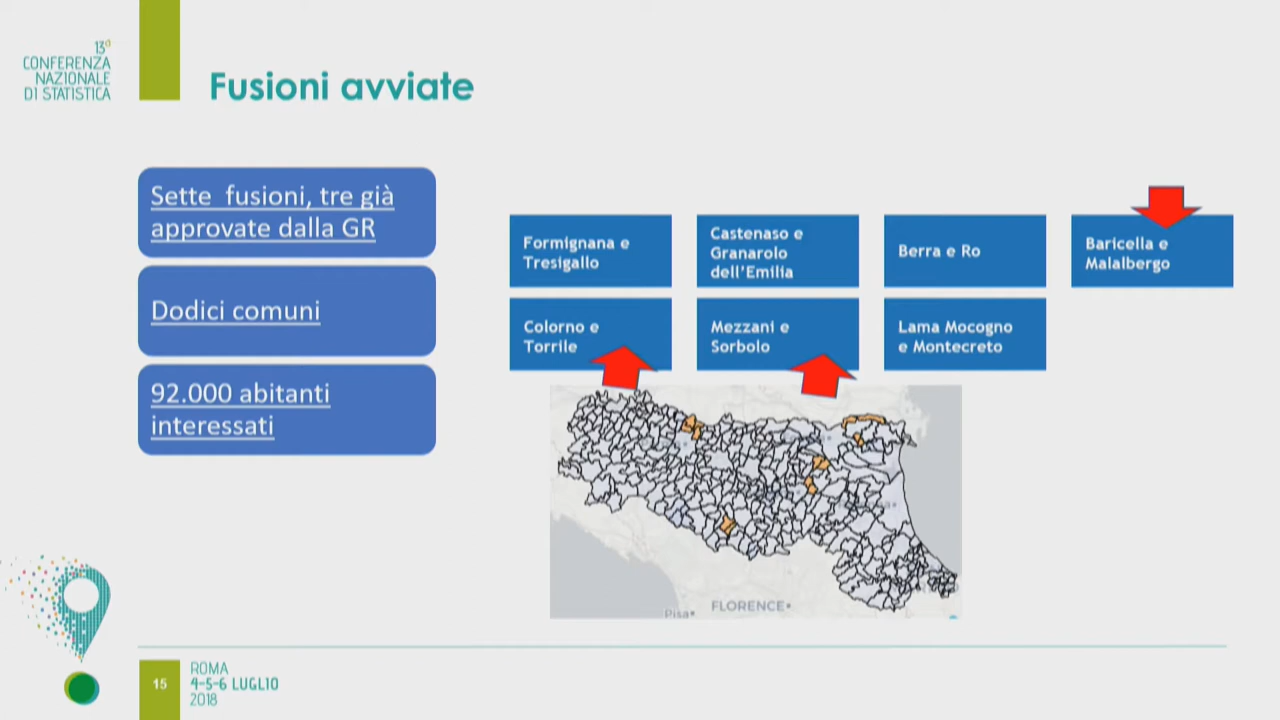 13ª
CONFERENZA
NAZIONALE
DI STATISTICA
Fusioni avviate
Sette fusioni, tre già
approvate dalla GR
Dodici comuni
92.000 abitanti
interessati
Formignana e
Tresigallo
Castenaso e
Granarolo
dell'Emilia
Berra e Ro
Baricella e
Malalbergo
Colorno e
Torrile
Mezzani e
Sorbolo
Lama Mocogno
e Montecreto
FLORENCE
Pisa
15
ROMA
4-5-6 LUGLIO
2018